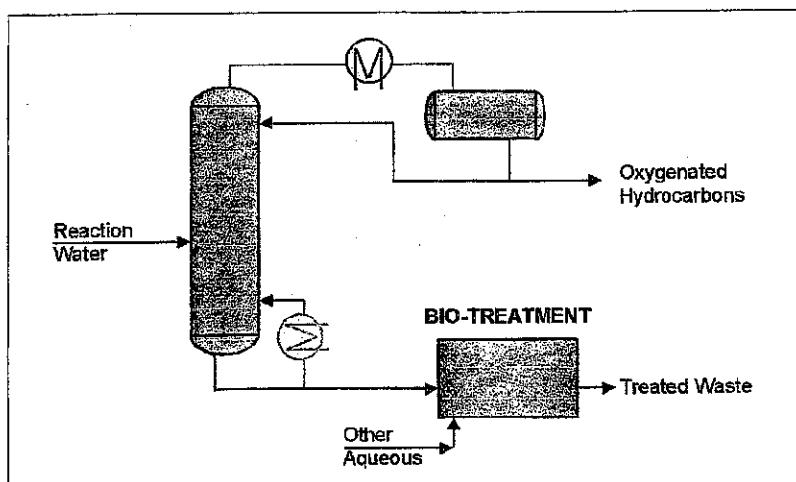 Oxygenated
Hydrocarbons
Reaction
Water
BIO-TREATMENT
Treated Waste
Other
Aqueous